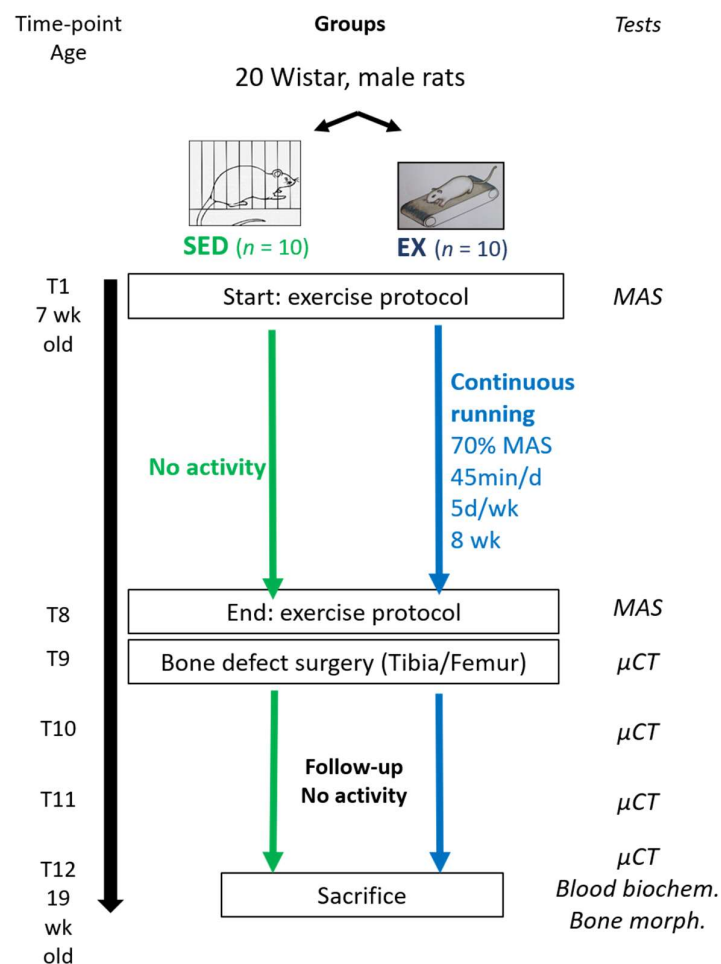 Time-point
Age
Groups
Tests
20 Wistar, male rats
SED (n = 10)
EX (n = 10)
T1
7 wk
old
Start: exercise protocol
MAS
No activity
Continuous
running
70% MAS
45min/d
5d/wk
8 wk
T8
End: exercise protocol
MAS
T9
Bone defect surgery (Tibia/Femur)
μCT
T10
μCT
Follow-up
No activity
T11
μCT
T12
19
wk
old
Sacrifice
μCT
Blood biochem.
Bone morph.